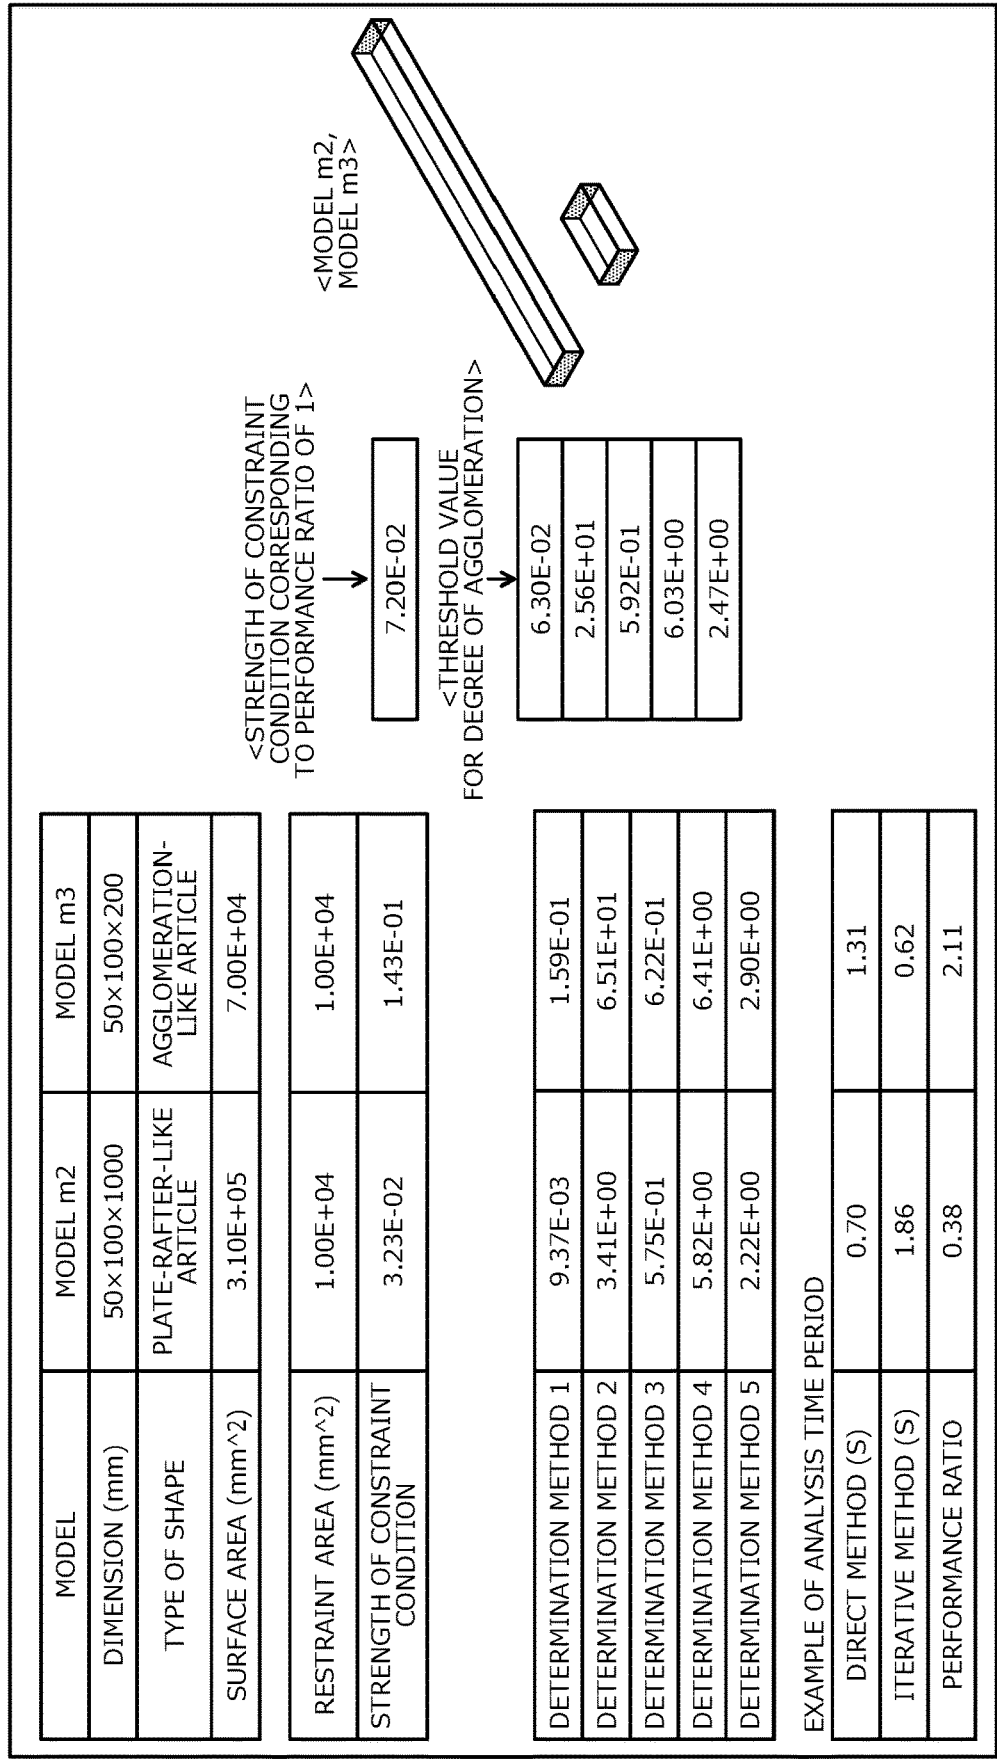 MODEL MODEL m2 MODEL m3
DIMENSION (mm) 50×100×1000 50×100×200
TYPE OF SHAPE PLATE-RAFTER-LIKE ARTICLE AGGLOMERATION-LIKE ARTICLE
SURFACE AREA (mm^2) 3.10E+05 7.00E+04
RESTRAINT AREA (mm^2) 1.00E+04 1.00E+04
STRENGTH OF CONSTRAINT CONDITION 3.23E-02 1.43E-01
DETERMINATION METHOD 1 9.37E-03 1.59E-01
DETERMINATION METHOD 2 3.41E+00 6.51E+01
DETERMINATION METHOD 3 5.75E-01 6.22E-01
DETERMINATION METHOD 4 5.82E+00 6.41E+00
DETERMINATION METHOD 5 2.22E+00 2.90E+00
EXAMPLE OF ANALYSIS TIME PERIOD
DIRECT METHOD (S) 0.70 1.31
ITERATIVE METHOD (S) 1.86 0.62
PERFORMANCE RATIO 0.38 2.11
<STRENGTH OF CONSTRAINT
CONDITION CORRESPONDING
TO PERFORMANCE RATIO OF 1>
7.20E-02
<THRESHOLD VALUE
FOR DEGREE OF AGGLOMERATION>
6.30E-02
2.56E+01
5.92E-01
6.03E+00
2.47E+00
<MODEL m2,
MODEL m3>